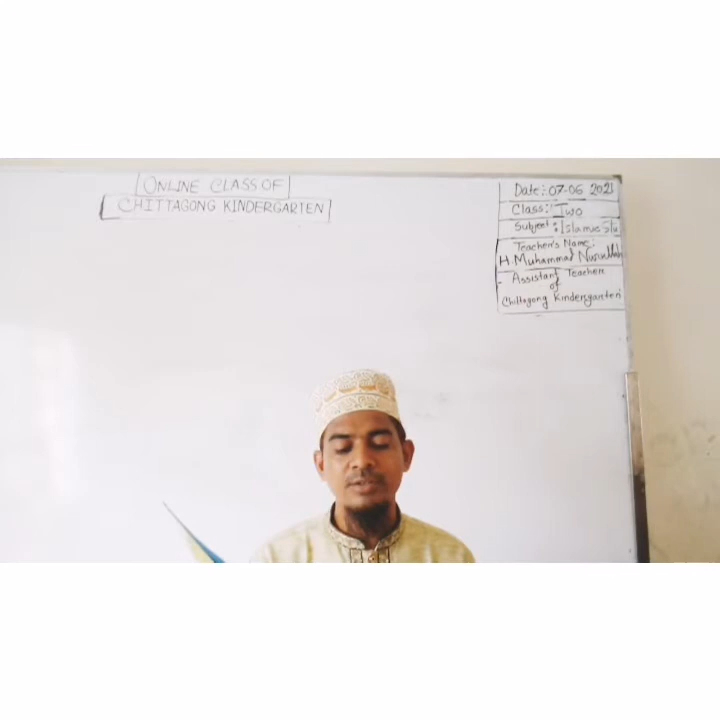 ONLINE CLASS OF
CHITTAGONG KINDERGARTEN
Date: 07-06 2021
Class: Two
Subject: Islamic Stu
Teacher's Name:
H. Muhammad Nurullah
Assistant Teacher
of
Chittagong Kindergarten